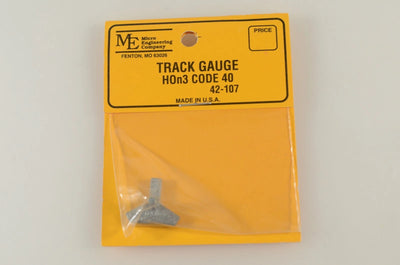 ME Micro
Engineering
Company
FENTON, MO 63026
PRICE
TRACK GAUGE
HOn3 CODE 40
42-107
MADE IN U.S.A.